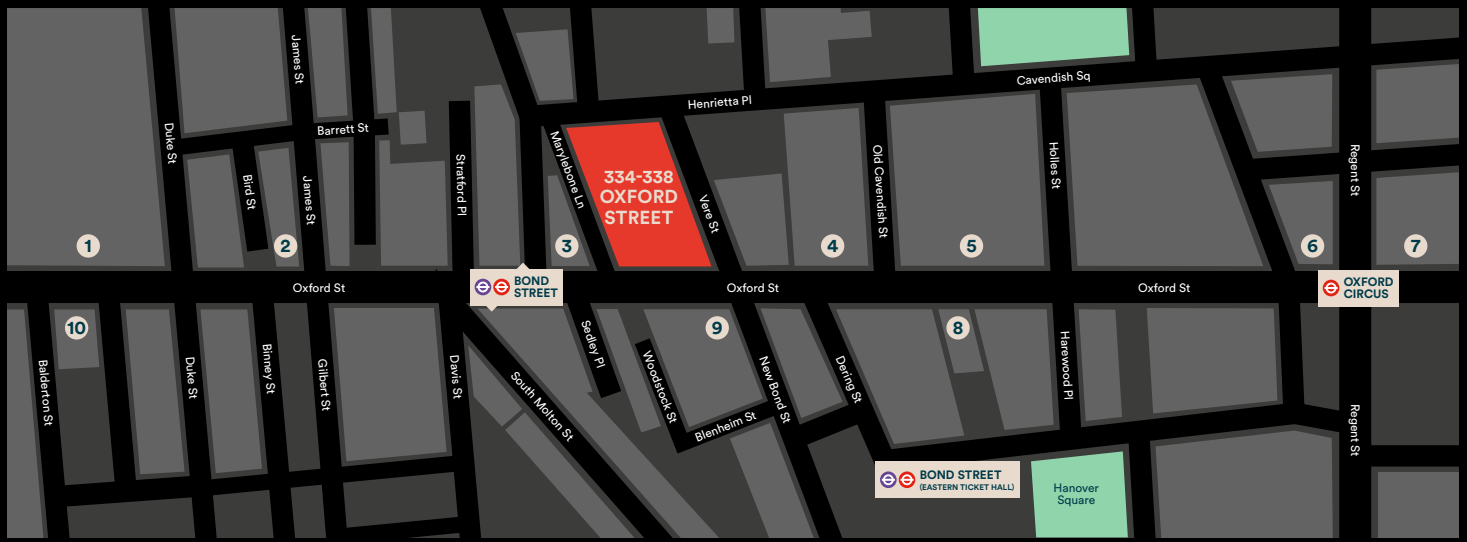 James St
Cavendish Sq
Henrietta Pl
Barrett St
Duke St
Stratford Pl
Marylebone Ln
Old Cavendish St
Holles St
Regent St
334-338
OXFORD
STREET
Bird St
James St
Vere St
1
2
3
4
5
6
7
Oxford St
BOND
STREET
Oxford St
Oxford St
OXFORD
CIRCUS
10
9
8
Balderton St
Duke St
Binney St
Gilbert St
Davis St
South Molton St
Sedley Pl
Woodstock St
Blenheim St
New Bond St
Dering St
Harewood Pl
Regent St
BOND STREET
(EASTERN TICKET HALL)
Hanover
Square